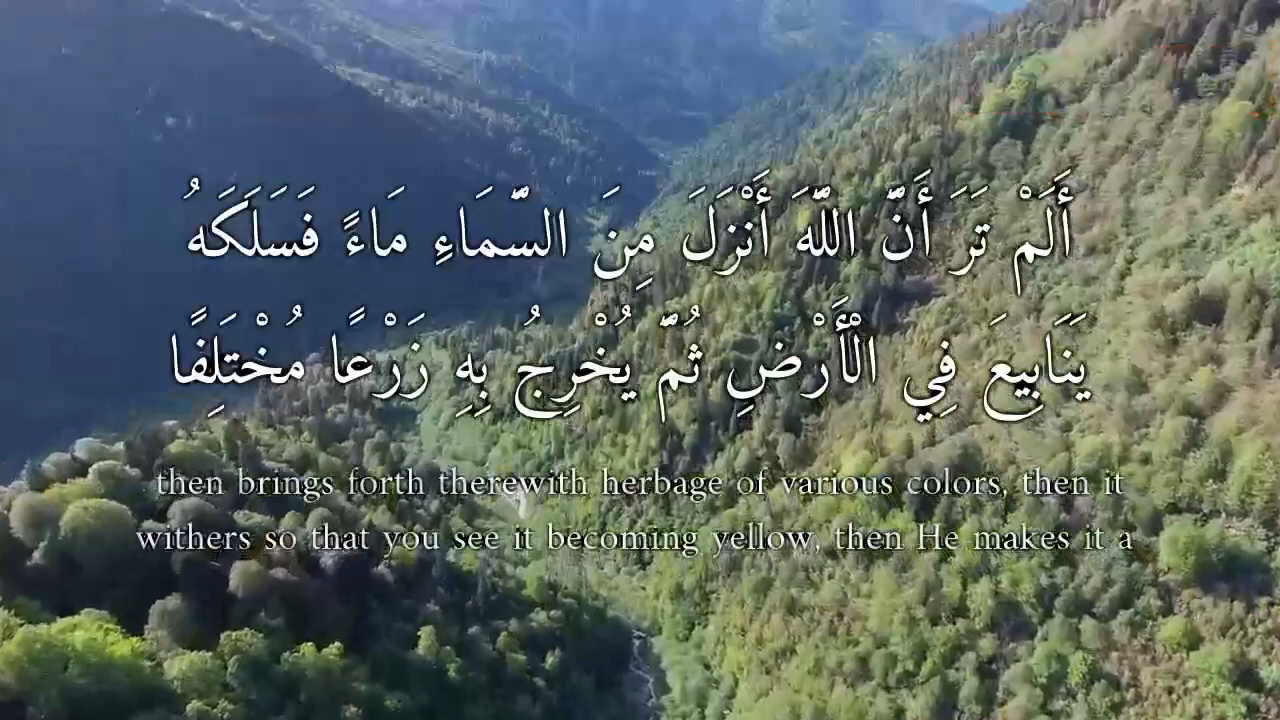 أَلَمْ تَرَ أَنَّ اللَّهَ أَنْزَلَ مِنَ السَّمَاءِ مَاءً فَسَلَكَهُ
يَنَابِيعَ فِي الْأَرْضِ ثُمَّ يُخْرِجُ بِهِ زَرْعًا مُخْتَلِفًا
then brings forth therewith herbage of various colors, then it
withers so that you see it becoming yellow, then He makes it a